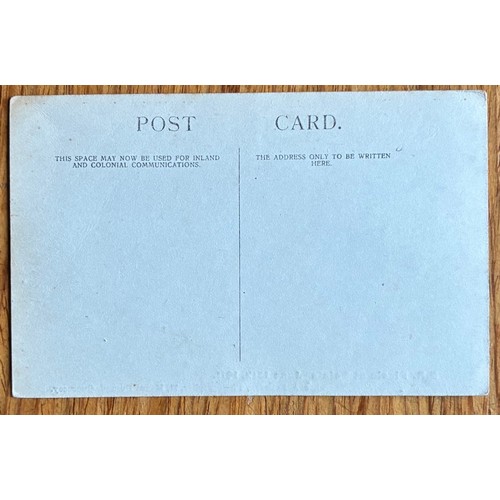 POST CARD.
THIS SPACE MAY NOW BE USED FOR INLAND
AND COLONIAL COMMUNICATIONS.
THE ADDRESS ONLY TO BE WRITTEN
HERE.